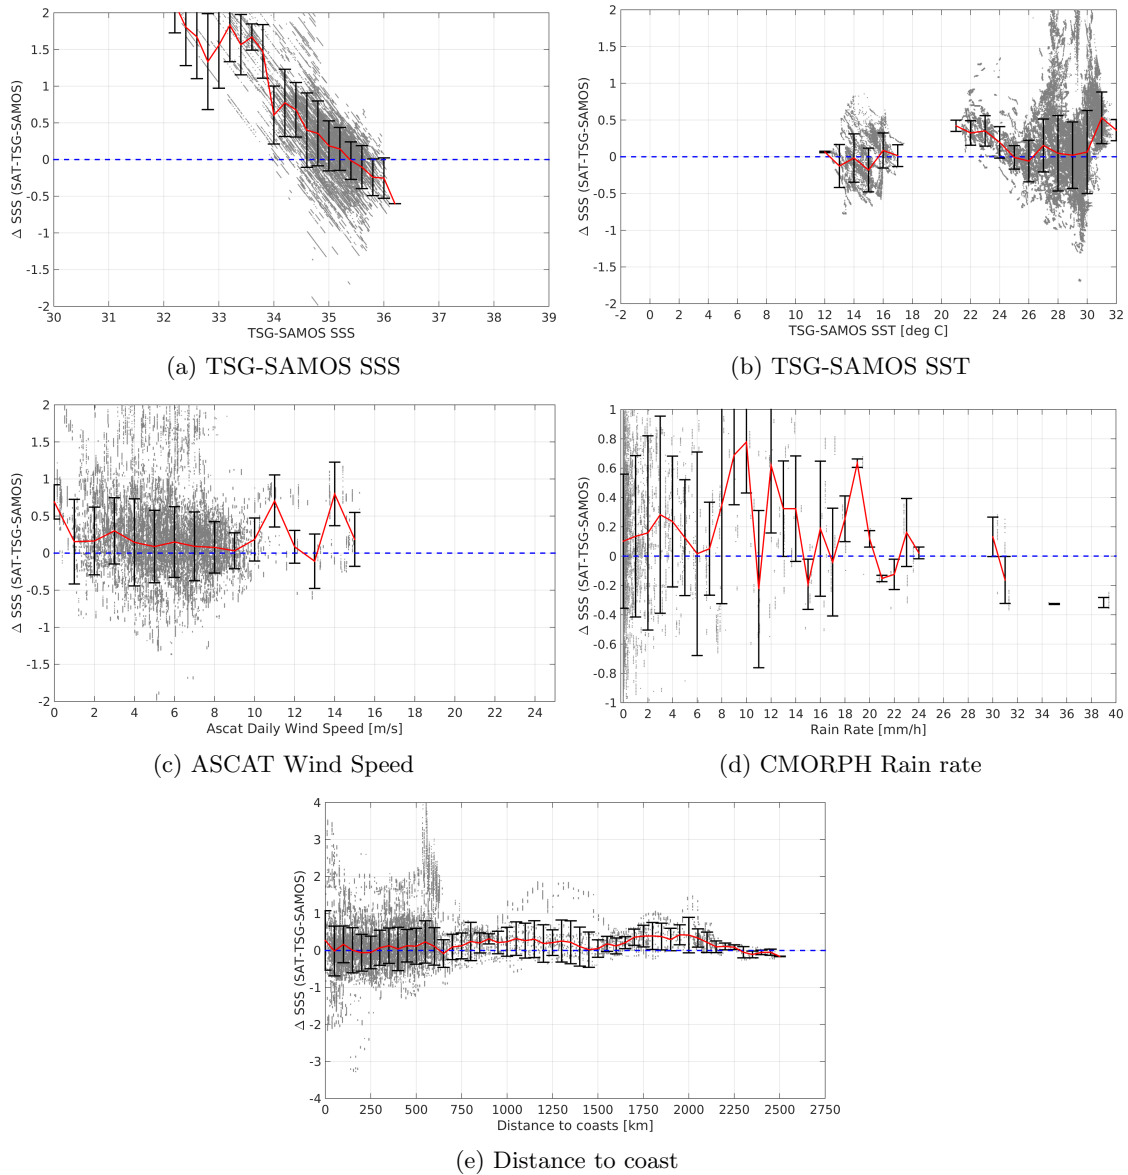 2
1.5
1
0.5
0
-0.5
-1
-1.5
-2
Δ SSS (SAT-TSG-SAMOS)
30 31 32 33 34 35 36 37 38 39
TSG-SAMOS SSS
(a) TSG-SAMOS SSS
2
1.5
1
0.5
0
-0.5
-1
-1.5
-2
Δ SSS (SAT-TSG-SAMOS)
-2 0 2 4 6 8 10 12 14 16 18 20 22 24 26 28 30 32
TSG-SAMOS SST [deg C]
(b) TSG-SAMOS SST
2
1.5
1
0.5
0
-0.5
-1
-1.5
-2
Δ SSS (SAT-TSG-SAMOS)
0 2 4 6 8 10 12 14 16 18 20 22 24
Ascat Daily Wind Speed [m/s]
(c) ASCAT Wind Speed
1
0.8
0.6
0.4
0.2
0
-0.2
-0.4
-0.6
-0.8
-1
Δ SSS (SAT-TSG-SAMOS)
0 2 4 6 8 10 12 14 16 18 20 22 24 26 28 30 32 34 36 38 40
Rain Rate [mm/h]
(d) CMORPH Rain rate
4
3
2
1
0
-1
-2
-3
-4
Δ SSS (SAT-TSG-SAMOS)
0 250 500 750 1000 1250 1500 1750 2000 2250 2500 2750
Distance to coasts [km]
(e) Distance to coast